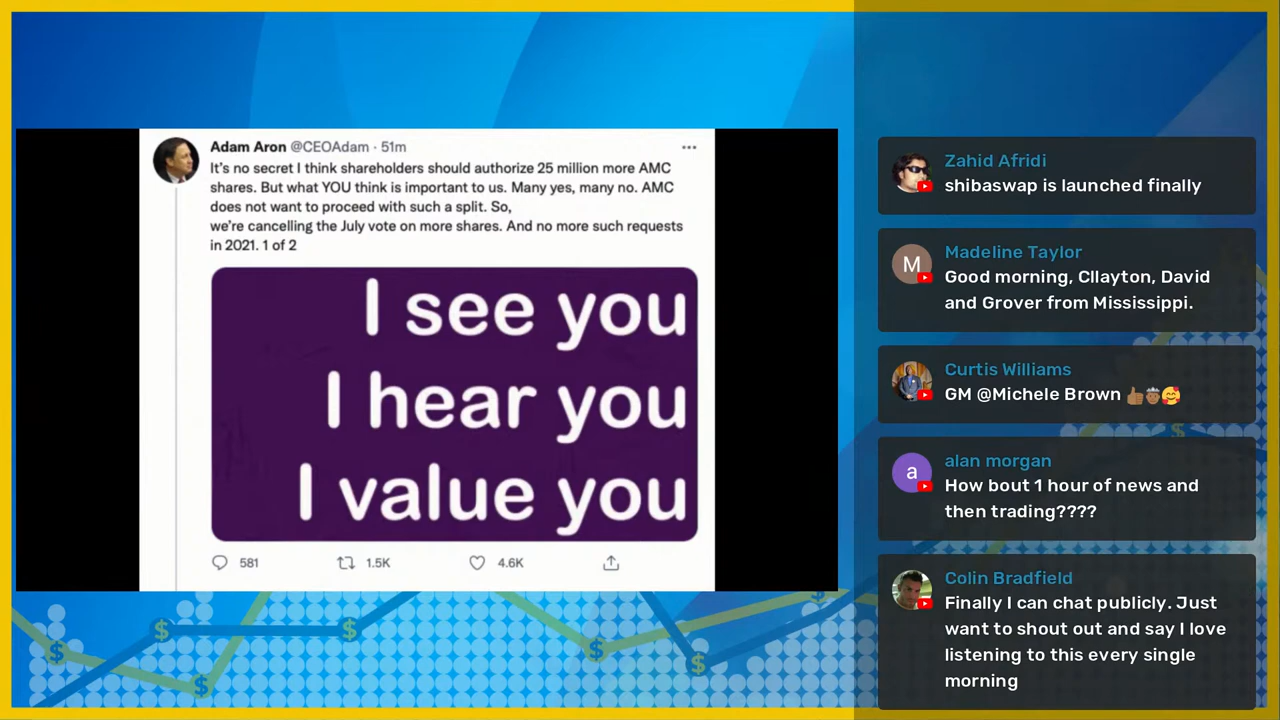 Adam Aron @CEOAdam · 51m
It's no secret I think shareholders should authorize 25 million more AMC
shares. But what YOU think is important to us. Many yes, many no. AMC
does not want to proceed with such a split. So,
we're cancelling the July vote on more shares. And no more such requests
in 2021. 1 of 2
I see you
I hear you
I value you
581
1.5K
4.6K
Zahid Afridi
shibaswap is launched finally
M
Madeline Taylor
Good morning, Cllayton, David
and Grover from Mississippi.
Curtis Williams
GM @Michele Brown 👍🏽🤯🥰
a
alan morgan
How bout 1 hour of news and
then trading????
Colin Bradfield
Finally I can chat publicly. Just
want to shout out and say I love
listening to this every single
morning
$
$
$
$
$
$
$
$